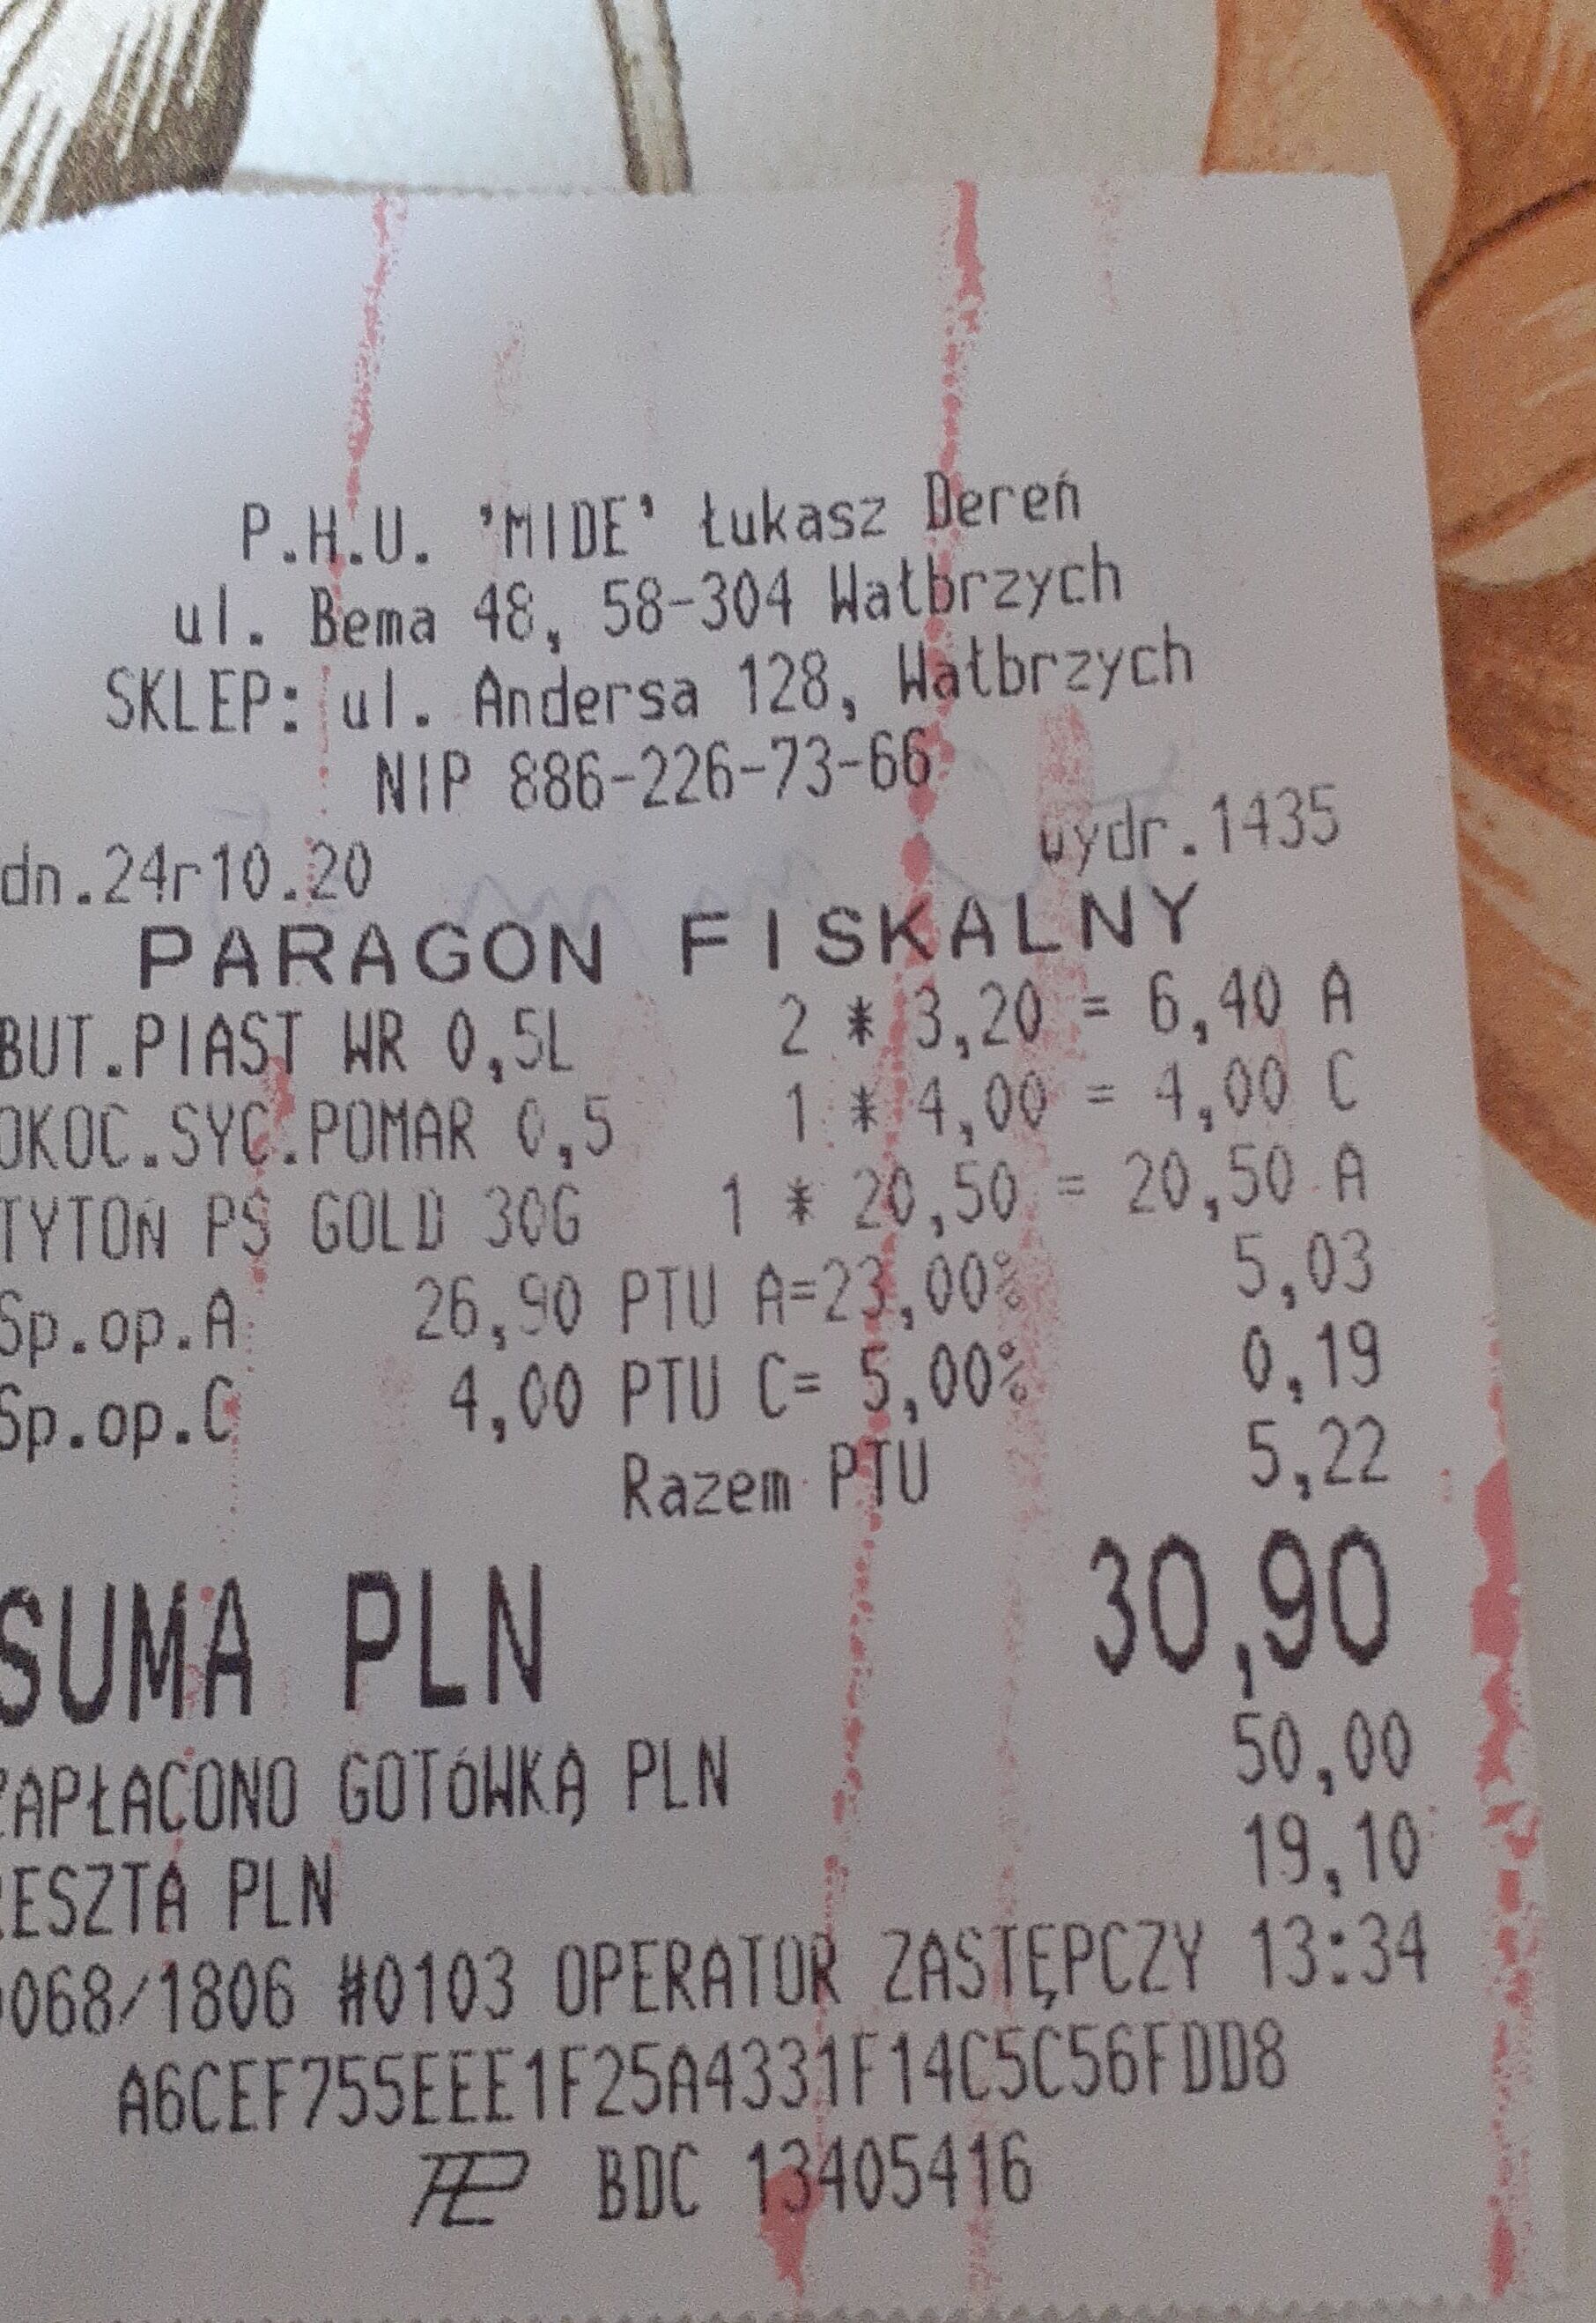 P.H.U. 'MIDE' Łukasz Dereń
ul. Bema 48, 58-304 Wałbrzych
SKLEP: ul. Andersa 128, Wałbrzych
NIP 886-226-73-66
dn.24r10.20 wydr.1435
PARAGON FISKALNY
BUT.PIAST WR 0,5L 2 * 3,20 = 6,40 A
OKOC.SYC.POMAR 0,5 1 * 4,00 = 4,00 C
TYTOŃ PS GOLD 30G 1 * 20,50 = 20,50 A
Sp.op.A 26,90 PTU A=23,00% 5,03
Sp.op.C 4,00 PTU C= 5,00% 0,19
Razem PTU 5,22
SUMA PLN 30,90
ZAPŁACONO GOTÓWKĄ PLN 50,00
RESZTA PLN 19,10
0068/1806 #0103 OPERATOR ZASTĘPCZY 13:34
A6CEF755EEE1F25A4331F14C5C56FDD8
BDC 13405416